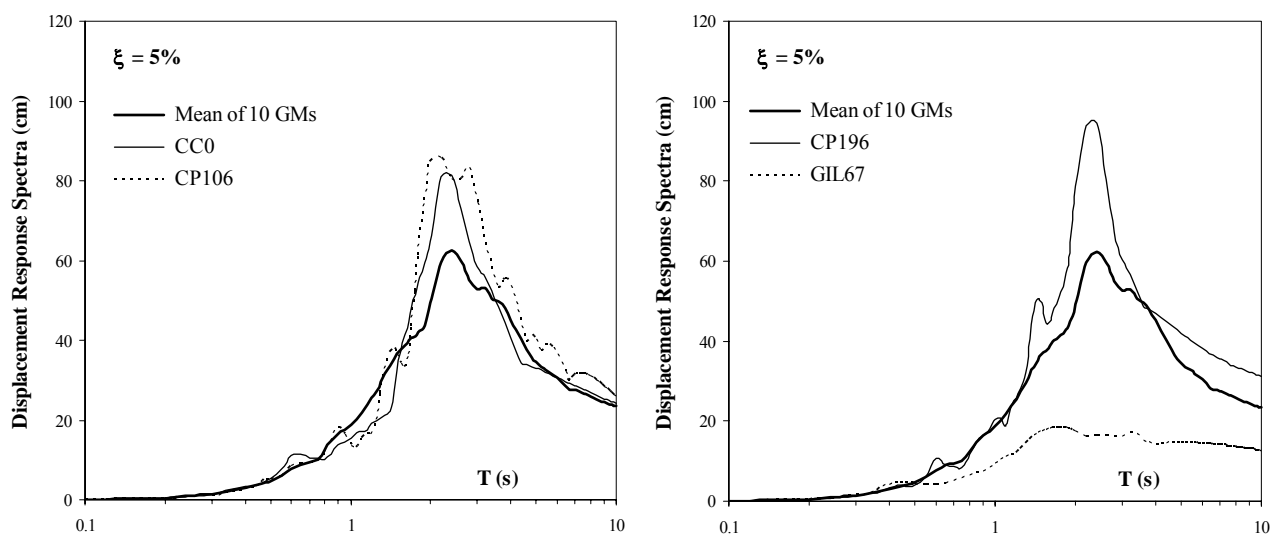 Displacement Response Spectra (cm)
120
100
80
60
40
20
0
ξ = 5%
Mean of 10 GMs
CC0
CP106
T (s)
0.1
1
10
Displacement Response Spectra (cm)
120
100
80
60
40
20
0
ξ = 5%
Mean of 10 GMs
CP196
GIL67
T (s)
0.1
1
10